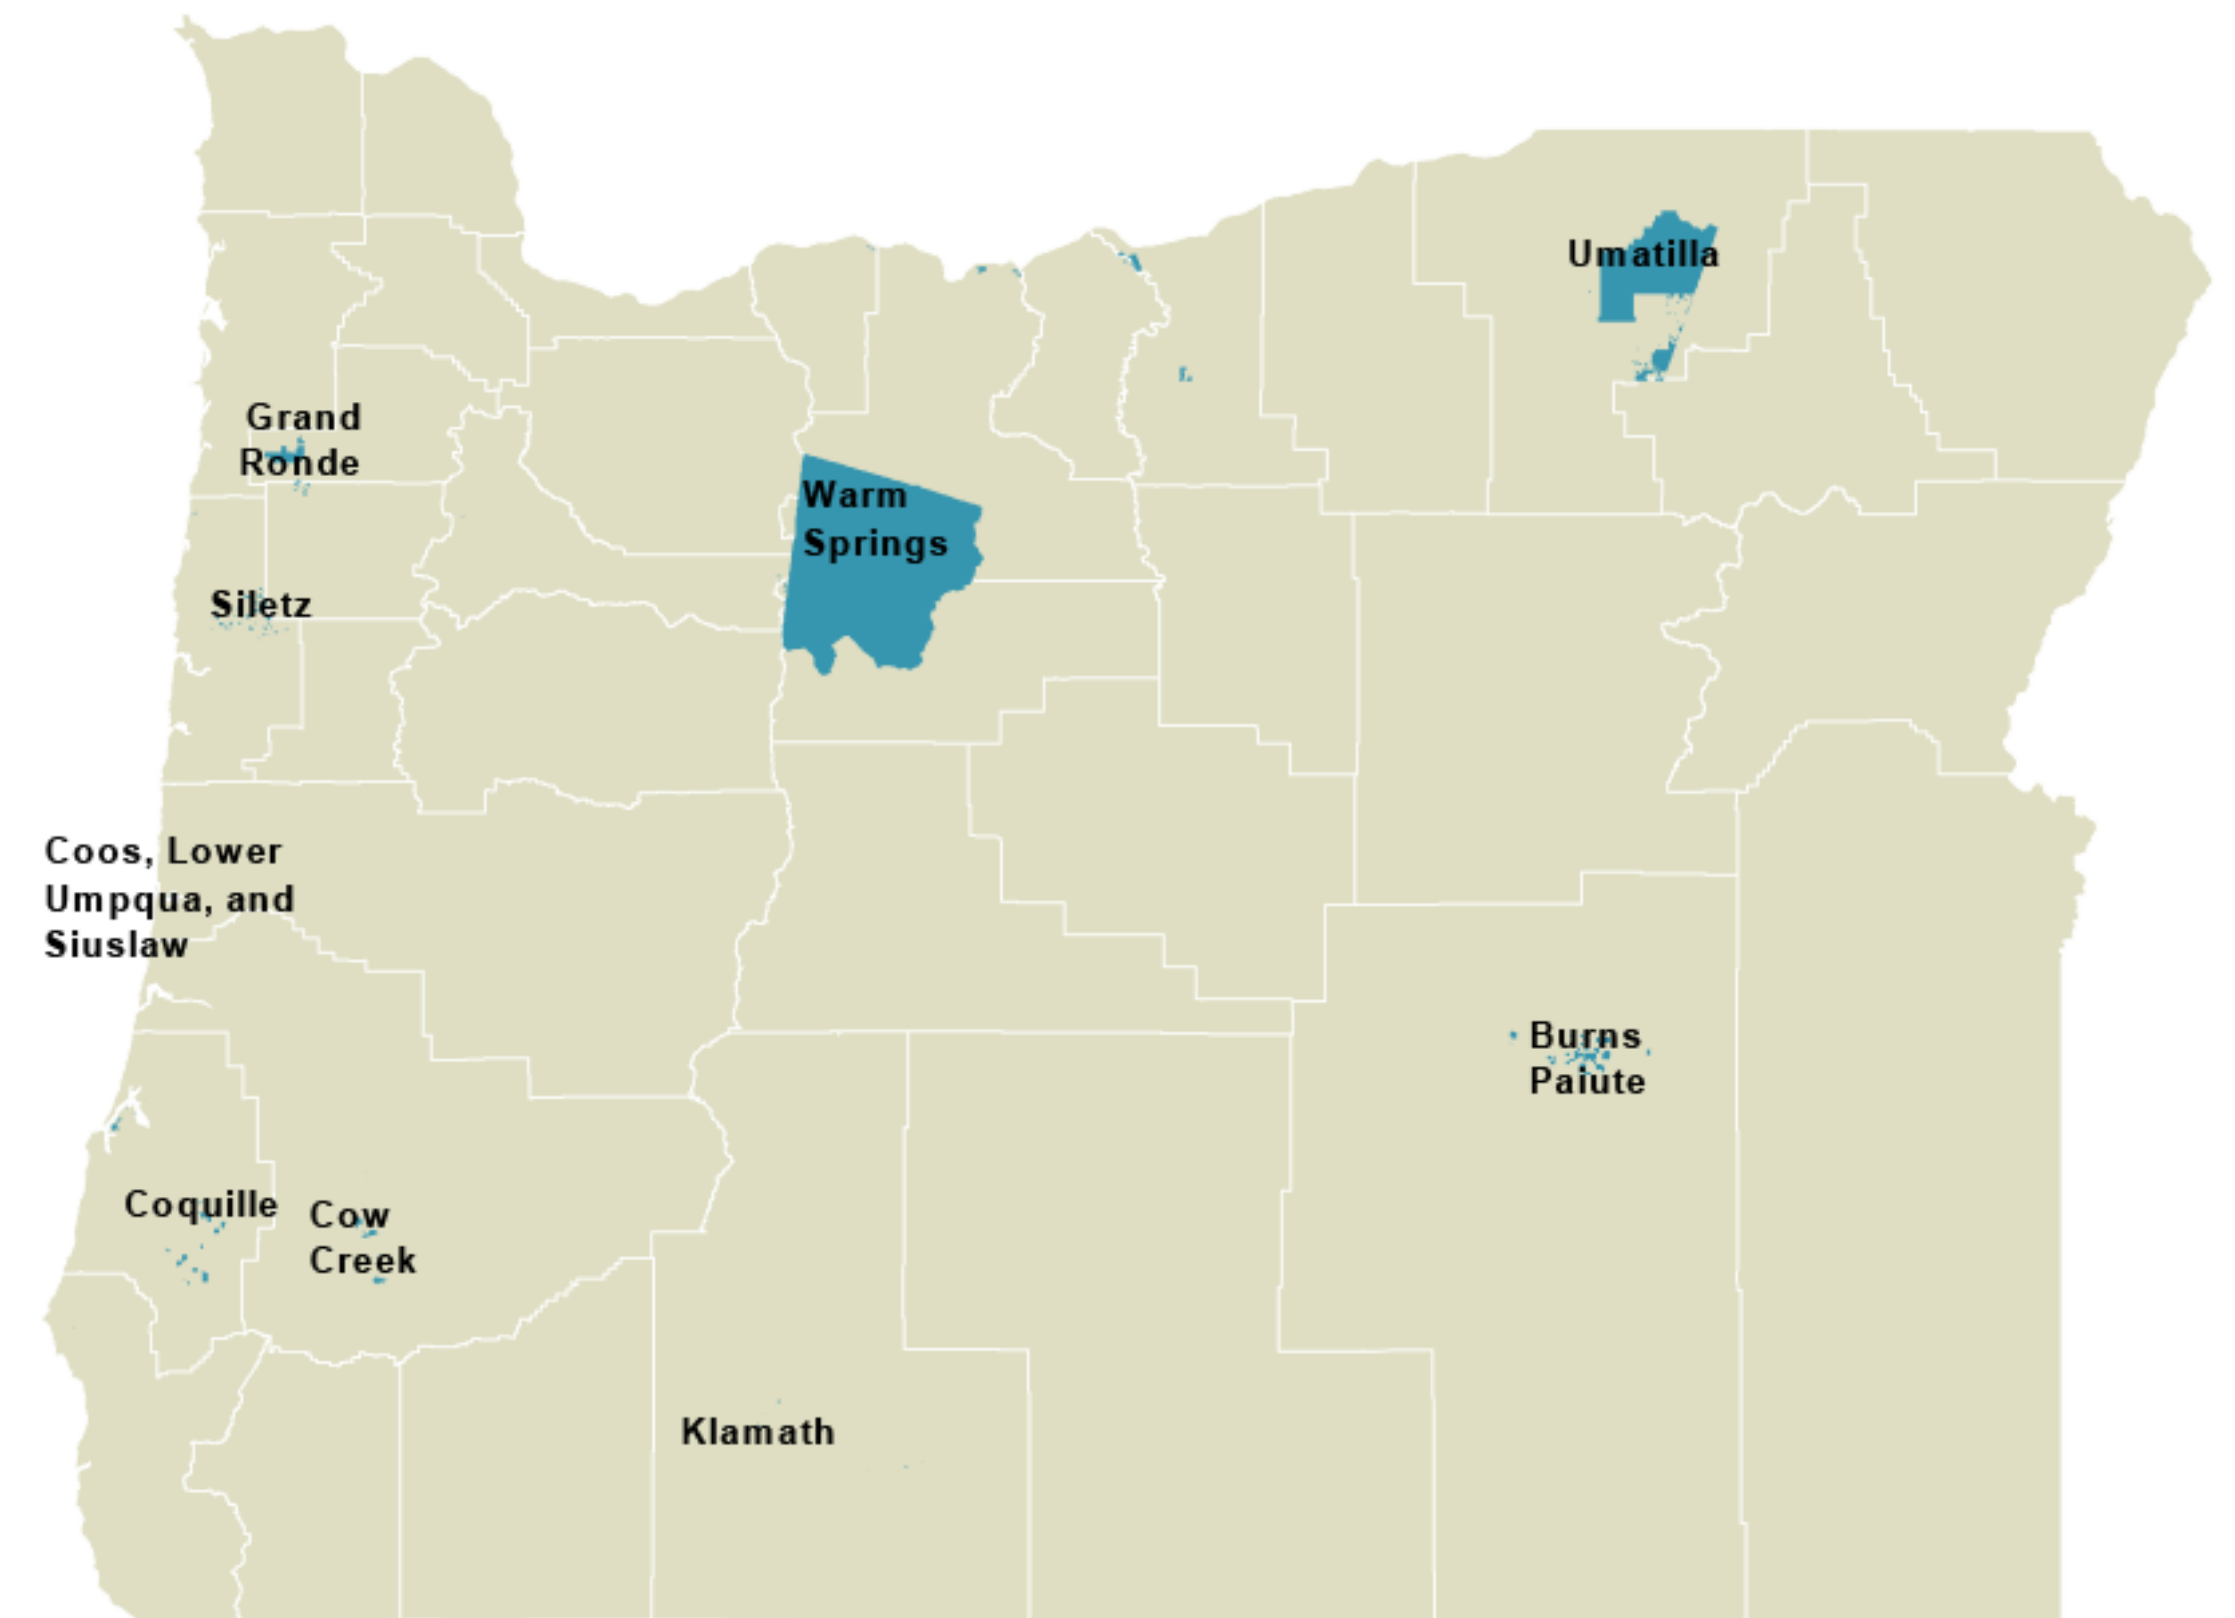 Umatilla
Grand
Ronde
Warm
Springs
Siletz
Coos, Lower
Umpqua, and
Siuslaw
Burns
Paiute
Coquille
Cow
Creek
Klamath